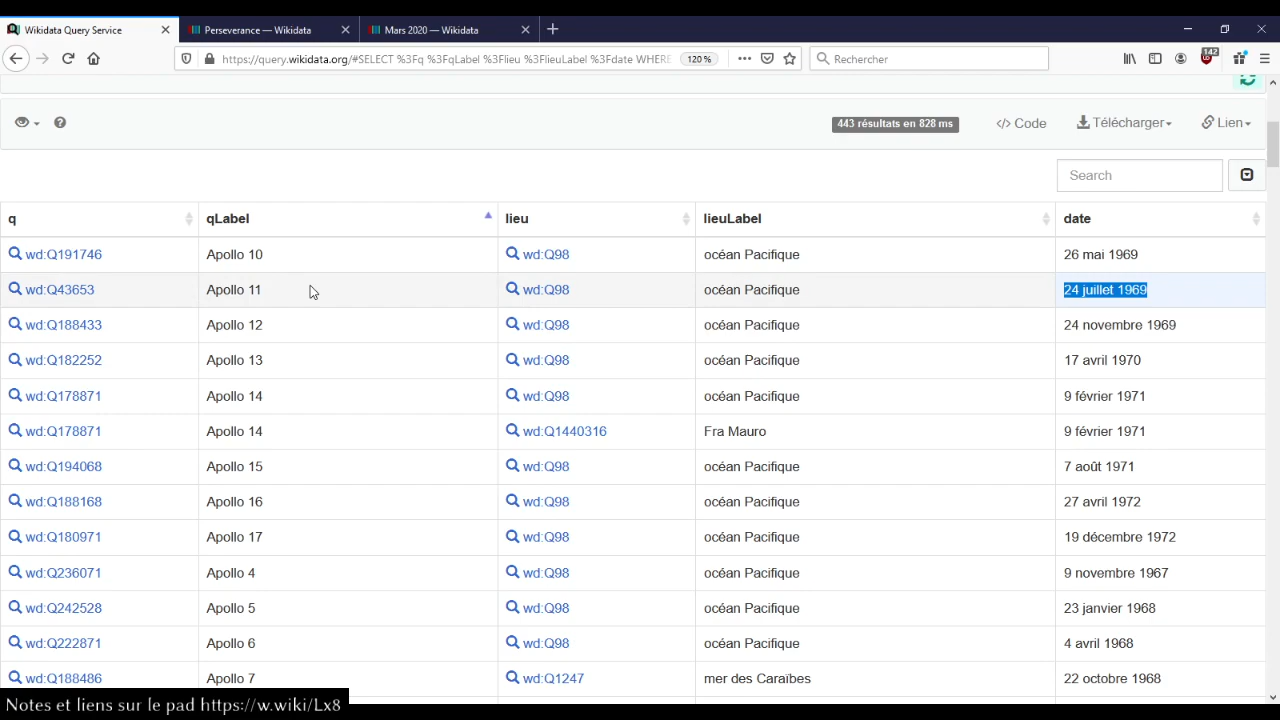 Wikidata Query Service
Perseverance — Wikidata
Mars 2020 — Wikidata
https://query.wikidata.org/#SELECT %3Fq %3FqLabel %3Flieu %3FlieuLabel %3Fdate WHERE
120 %
Rechercher
142
443 résultats en 828 ms
</> Code
Télécharger
Lien
Search
q qLabel lieu lieuLabel date
wd:Q191746 Apollo 10 wd:Q98 océan Pacifique 26 mai 1969
wd:Q43653 Apollo 11 wd:Q98 océan Pacifique 24 juillet 1969
wd:Q188433 Apollo 12 wd:Q98 océan Pacifique 24 novembre 1969
wd:Q182252 Apollo 13 wd:Q98 océan Pacifique 17 avril 1970
wd:Q178871 Apollo 14 wd:Q98 océan Pacifique 9 février 1971
wd:Q178871 Apollo 14 wd:Q1440316 Fra Mauro 9 février 1971
wd:Q194068 Apollo 15 wd:Q98 océan Pacifique 7 août 1971
wd:Q188168 Apollo 16 wd:Q98 océan Pacifique 27 avril 1972
wd:Q180971 Apollo 17 wd:Q98 océan Pacifique 19 décembre 1972
wd:Q236071 Apollo 4 wd:Q98 océan Pacifique 9 novembre 1967
wd:Q242528 Apollo 5 wd:Q98 océan Pacifique 23 janvier 1968
wd:Q222871 Apollo 6 wd:Q98 océan Pacifique 4 avril 1968
wd:Q188486 Apollo 7 wd:Q1247 mer des Caraïbes 22 octobre 1968
Notes et liens sur le pad https://w.wiki/Lx8